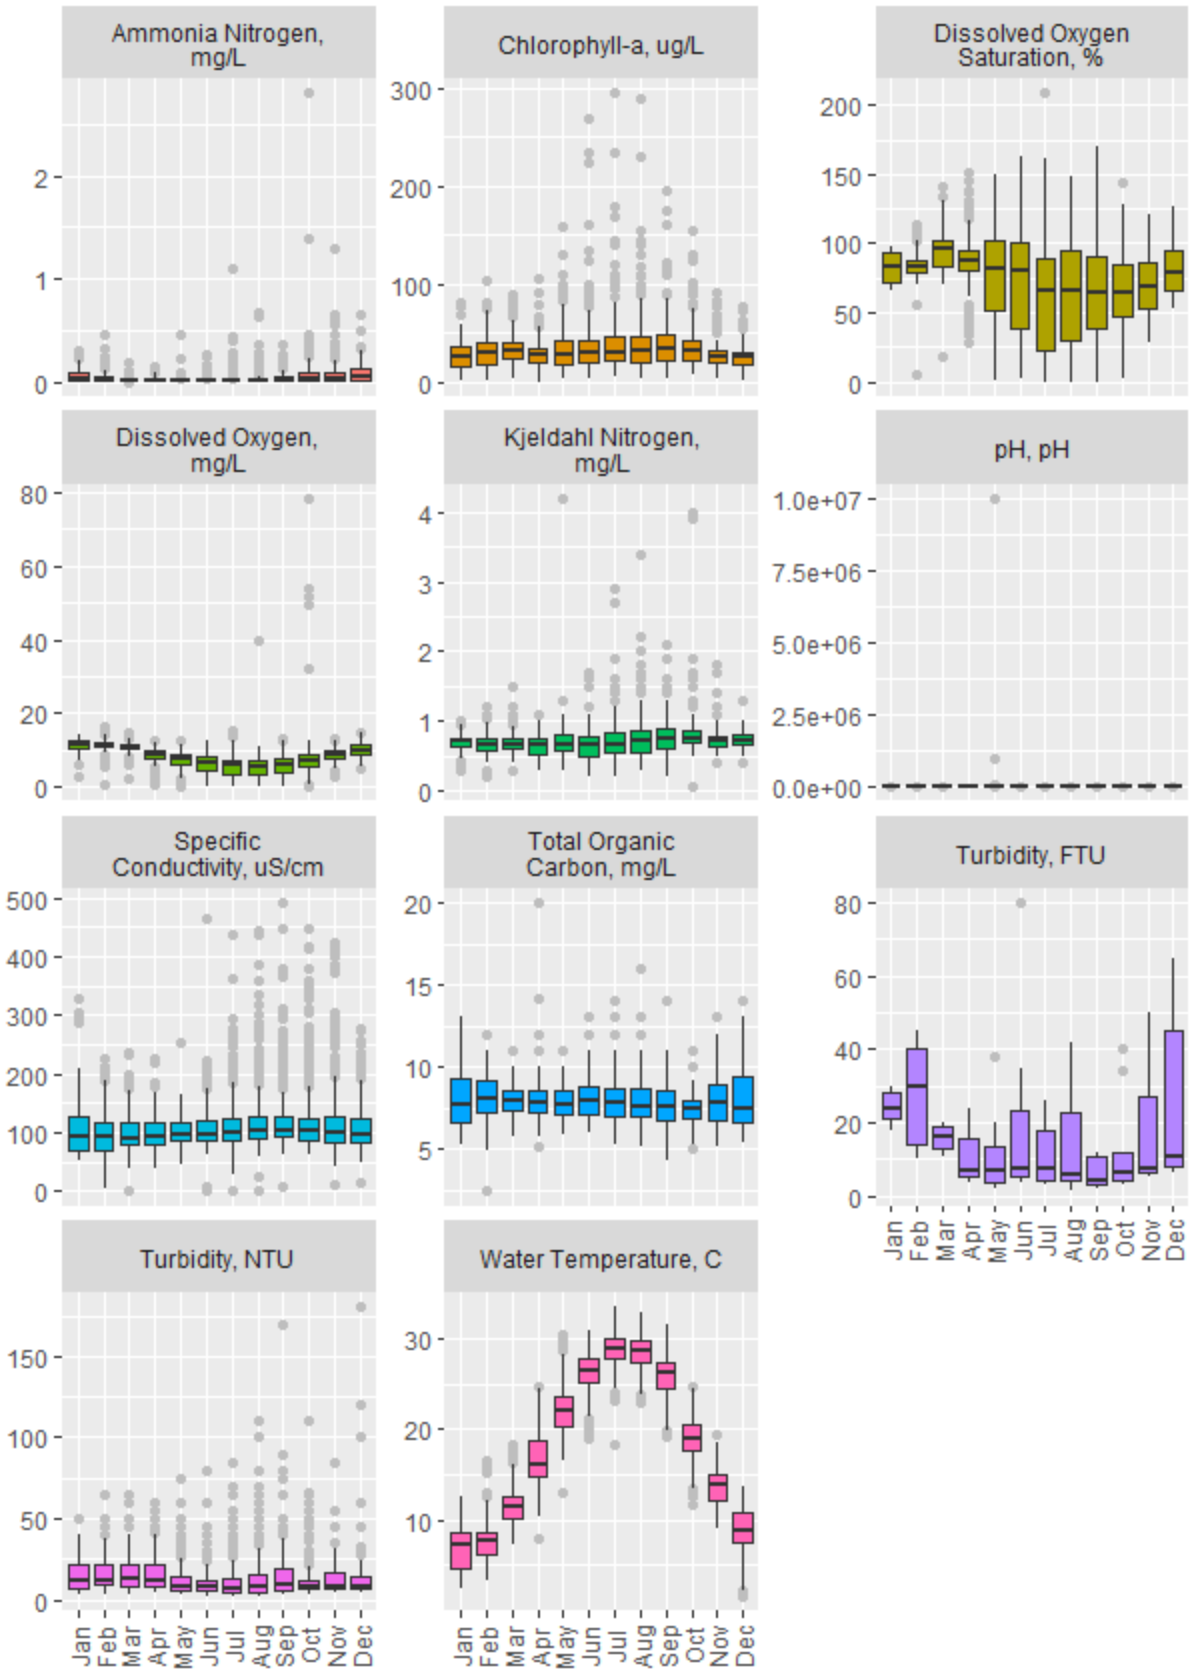 Ammonia Nitrogen,
mg/L
Chlorophyll-a, ug/L
Dissolved Oxygen
Saturation, %
2
1
0
300
200
100
0
200
150
100
50
0
Dissolved Oxygen,
mg/L
Kjeldahl Nitrogen,
mg/L
pH, pH
80
60
40
20
0
4
3
2
1
0
1.0e+07
7.5e+06
5.0e+06
2.5e+06
0.0e+00
Specific
Conductivity, uS/cm
Total Organic
Carbon, mg/L
Turbidity, FTU
500
400
300
200
100
0
20
15
10
5
80
60
40
20
0
Jan Feb Mar Apr May Jun Jul Aug Sep Oct Nov Dec
Turbidity, NTU
Water Temperature, C
150
100
50
0
30
20
10
Jan Feb Mar Apr May Jun Jul Aug Sep Oct Nov Dec
Jan Feb Mar Apr May Jun Jul Aug Sep Oct Nov Dec